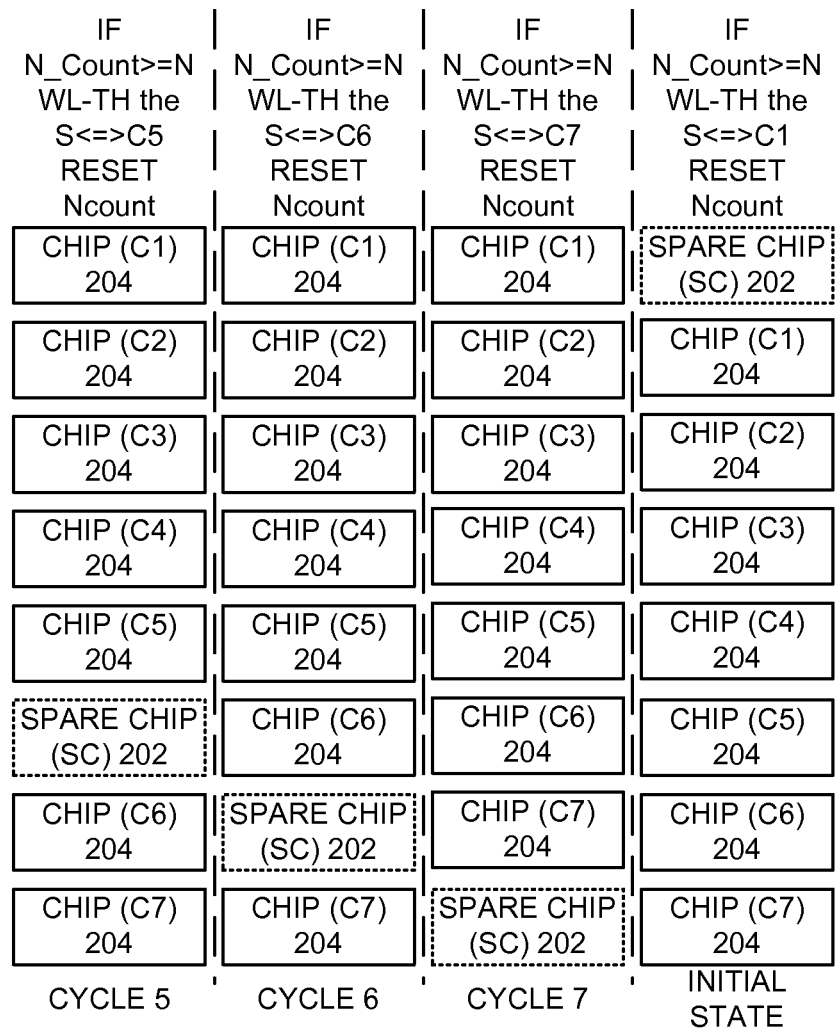 IF
N_Count>=N
WL-TH the
S<=>C5
RESET
Ncount
CHIP (C1)
204
CHIP (C2)
204
CHIP (C3)
204
CHIP (C4)
204
CHIP (C5)
204
SPARE CHIP
(SC) 202
CHIP (C6)
204
CHIP (C7)
204
CYCLE 5
IF
N_Count>=N
WL-TH the
S<=>C6
RESET
Ncount
CHIP (C1)
204
CHIP (C2)
204
CHIP (C3)
204
CHIP (C4)
204
CHIP (C5)
204
CHIP (C6)
204
SPARE CHIP
(SC) 202
CHIP (C7)
204
CYCLE 6
IF
N_Count>=N
WL-TH the
S<=>C7
RESET
Ncount
CHIP (C1)
204
CHIP (C2)
204
CHIP (C3)
204
CHIP (C4)
204
CHIP (C5)
204
CHIP (C6)
204
CHIP (C7)
204
SPARE CHIP
(SC) 202
CYCLE 7
IF
N_Count>=N
WL-TH the
S<=>C1
RESET
Ncount
SPARE CHIP
(SC) 202
CHIP (C1)
204
CHIP (C2)
204
CHIP (C3)
204
CHIP (C4)
204
CHIP (C5)
204
CHIP (C6)
204
CHIP (C7)
204
INITIAL
STATE